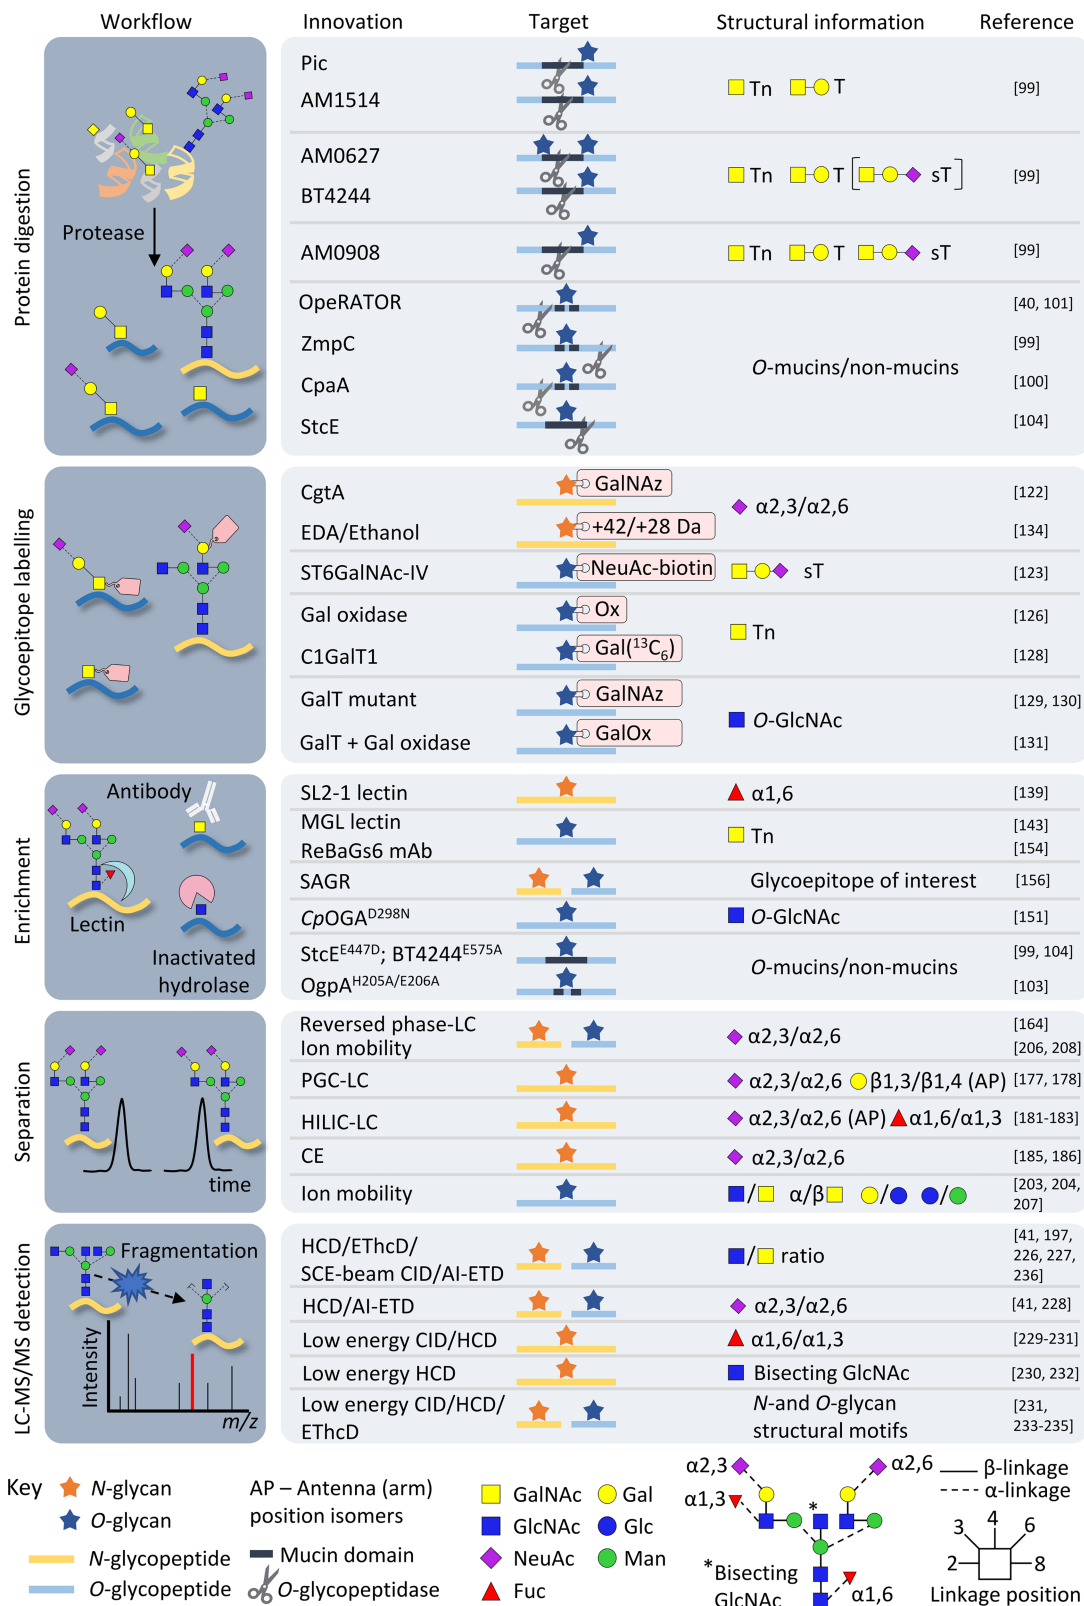 Workflow
Innovation
Target
Structural information
Reference
Protein digestion
Protease
Pic
AM1514
Tn T
[99]
AM0627
BT4244
Tn T [ sT ]
[99]
AM0908
Tn T sT
[99]
OpeRATOR
[40, 101]
ZmpC
[99]
O-mucins/non-mucins
CpaA
[100]
StcE
[104]
Glycoepitope labelling
CgtA
GalNAz
[122]
α2,3/α2,6
EDA/Ethanol
+42/+28 Da
[134]
ST6GalNAc-IV
NeuAc-biotin
sT
[123]
Gal oxidase
Ox
[126]
Tn
C1GalT1
Gal(¹³C₆)
[128]
GalT mutant
GalNAz
[129, 130]
O-GlcNAc
GalT + Gal oxidase
GalOx
[131]
Enrichment
Antibody
Lectin
Inactivated
hydrolase
SL2-1 lectin
α1,6
[139]
MGL lectin
[143]
Tn
ReBaGs6 mAb
[154]
SAGR
Glycoepitope of interest
[156]
CpOGA^D298N
O-GlcNAc
[151]
StcE^E447D; BT4244^E575A
[99, 104]
O-mucins/non-mucins
OgpA^H205A/E206A
[103]
Separation
time
Reversed phase-LC
[164]
α2,3/α2,6
Ion mobility
[206, 208]
PGC-LC
α2,3/α2,6 β1,3/β1,4 (AP)
[177, 178]
HILIC-LC
α2,3/α2,6 (AP) α1,6/α1,3
[181-183]
CE
α2,3/α2,6
[185, 186]
Ion mobility
/ α/β / /
[203, 204,
207]
LC-MS/MS detection
Fragmentation
Intensity
m/z
HCD/EThcD/
SCE-beam CID/AI-ETD
/ ratio
[41, 197,
226, 227,
236]
HCD/AI-ETD
α2,3/α2,6
[41, 228]
Low energy CID/HCD
α1,6/α1,3
[229-231]
Low energy HCD
Bisecting GlcNAc
[230, 232]
Low energy CID/HCD/
EThcD
N-and O-glycan
structural motifs
[231,
233-235]
Key
N-glycan
O-glycan
N-glycopeptide
O-glycopeptide
AP – Antenna (arm)
position isomers
Mucin domain
O-glycopeptidase
GalNAc
Gal
GlcNAc
Glc
NeuAc
Man
Fuc
α2,3
α2,6
α1,3
*
*Bisecting
GlcNAc
α1,6
β-linkage
α-linkage
4
3 6
2 8
Linkage position